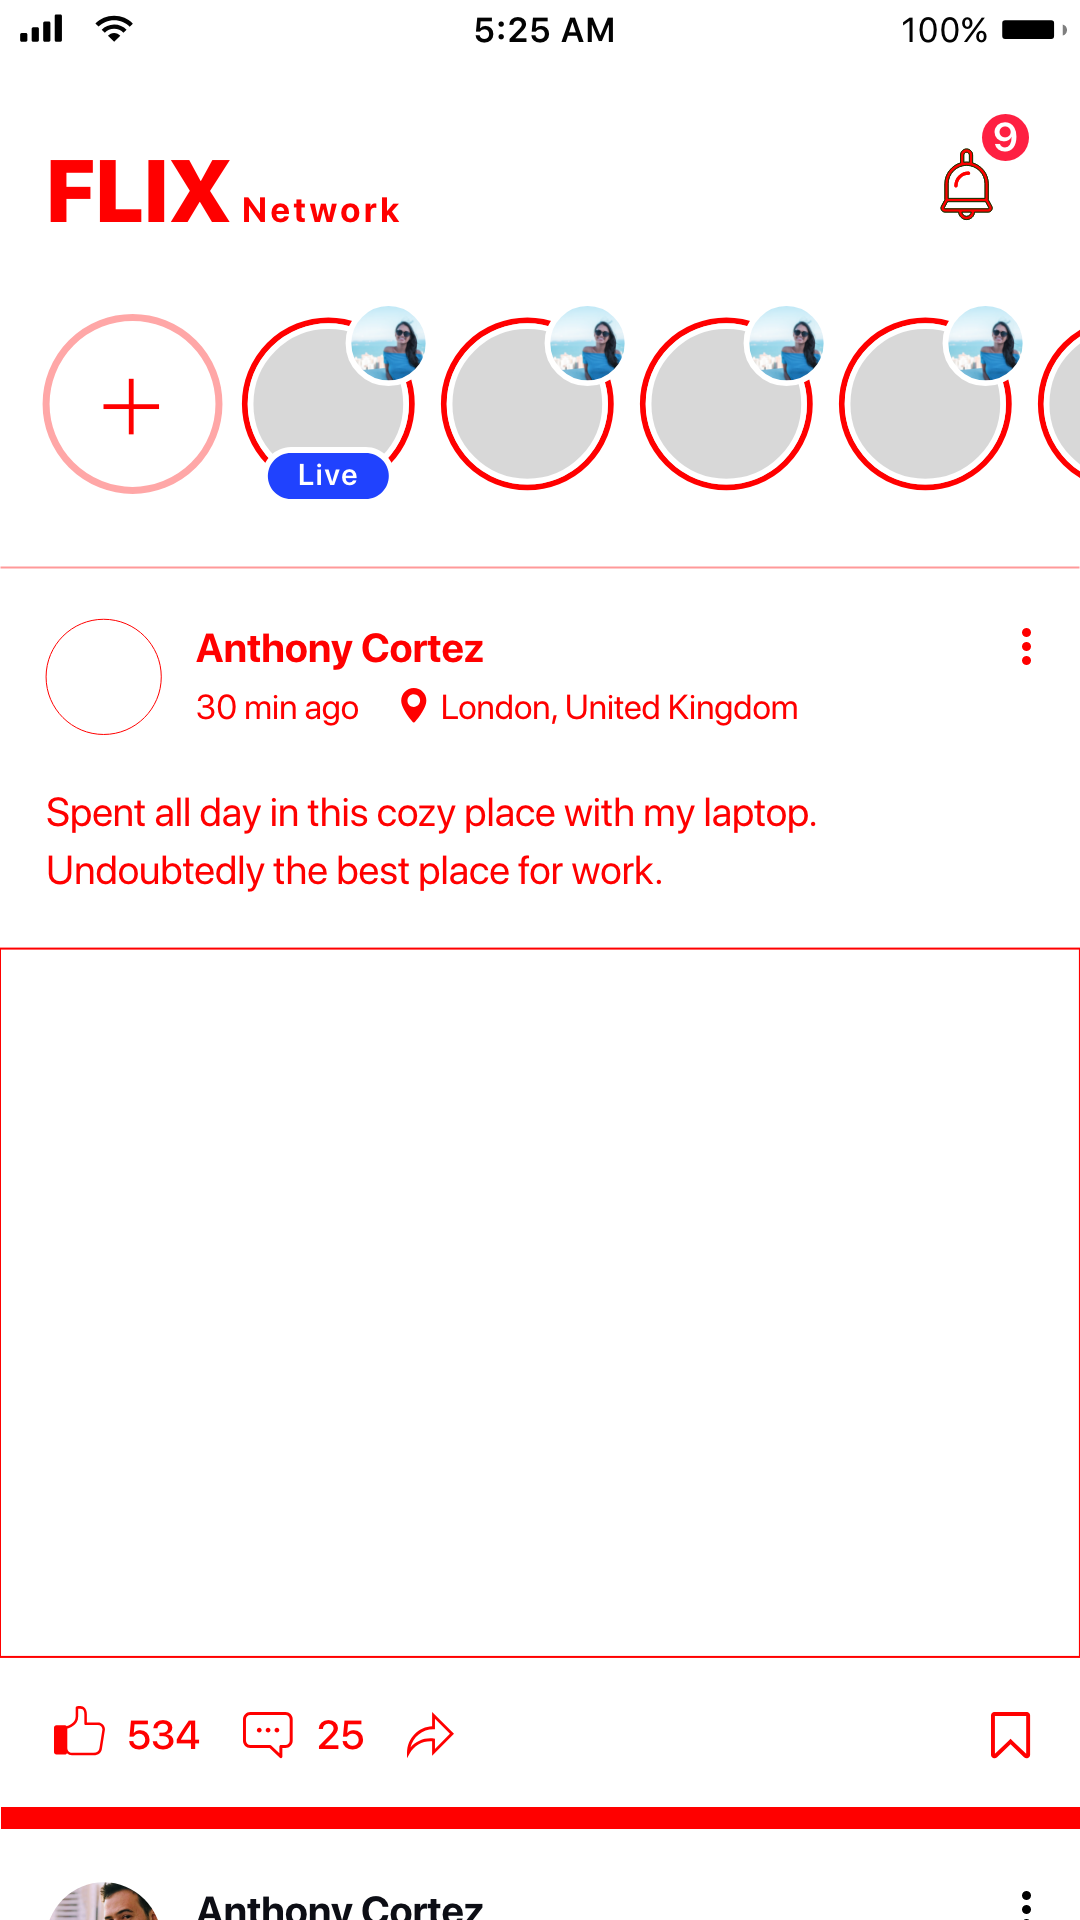 5:25 AM
100%
9
FLIX Network
Live
Anthony Cortez
30 min ago London, United Kingdom
Spent all day in this cozy place with my laptop.
Undoubtedly the best place for work.
534 25
Anthony Cortez